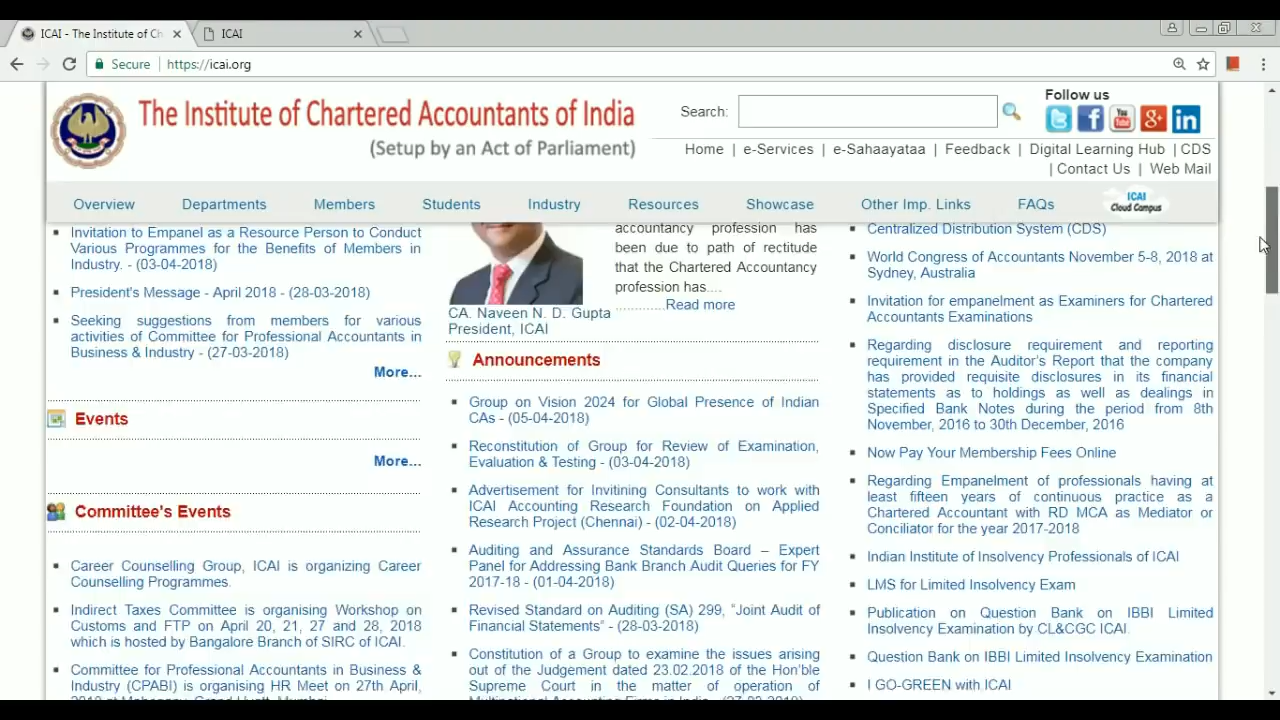 ICAI - The Institute of Ch
ICAI
Secure
https://icai.org
The Institute of Chartered Accountants of India
(Setup by an Act of Parliament)
Search:
Follow us
Home | e-Services | e-Sahaayataa | Feedback | Digital Learning Hub | CDS
| Contact Us | Web Mail
Overview
Departments
Members
Students
Industry
Resources
Showcase
Other Imp. Links
FAQs
ICAI
Cloud Campus
Invitation to Empanel as a Resource Person to Conduct
Various Programmes for the Benefits of Members in
Industry. - (03-04-2018)
President's Message - April 2018 - (28-03-2018)
Seeking suggestions from members for various
activities of Committee for Professional Accountants in
Business & Industry - (27-03-2018)
More...
Events
More...
Committee's Events
Career Counselling Group, ICAI is organizing Career
Counselling Programmes.
Indirect Taxes Committee is organising Workshop on
Customs and FTP on April 20, 21, 27 and 28, 2018
which is hosted by Bangalore Branch of SIRC of ICAI.
Committee for Professional Accountants in Business &
Industry (CPABI) is organising HR Meet on 27th April,
accountancy profession has
been due to path of rectitude
that the Chartered Accountancy
profession has....
............Read more
CA. Naveen N. D. Gupta
President, ICAI
Announcements
Group on Vision 2024 for Global Presence of Indian
CAs - (05-04-2018)
Reconstitution of Group for Review of Examination,
Evaluation & Testing - (03-04-2018)
Advertisement for Invitining Consultants to work with
ICAI Accounting Research Foundation on Applied
Research Project (Chennai) - (02-04-2018)
Auditing and Assurance Standards Board – Expert
Panel for Addressing Bank Branch Audit Queries for FY
2017-18 - (01-04-2018)
Revised Standard on Auditing (SA) 299, “Joint Audit of
Financial Statements” - (28-03-2018)
Constitution of a Group to examine the issues arising
out of the Judgement dated 23.02.2018 of the Hon'ble
Supreme Court in the matter of operation of
Centralized Distribution System (CDS)
World Congress of Accountants November 5-8, 2018 at
Sydney, Australia
Invitation for empanelment as Examiners for Chartered
Accountants Examinations
Regarding disclosure requirement and reporting
requirement in the Auditor's Report that the company
has provided requisite disclosures in its financial
statements as to holdings as well as dealings in
Specified Bank Notes during the period from 8th
November, 2016 to 30th December, 2016
Now Pay Your Membership Fees Online
Regarding Empanelment of professionals having at
least fifteen years of continuous practice as a
Chartered Accountant with RD MCA as Mediator or
Conciliator for the year 2017-2018
Indian Institute of Insolvency Professionals of ICAI
LMS for Limited Insolvency Exam
Publication on Question Bank on IBBI Limited
Insolvency Examination by CL&CGC ICAI.
Question Bank on IBBI Limited Insolvency Examination
I GO-GREEN with ICAI